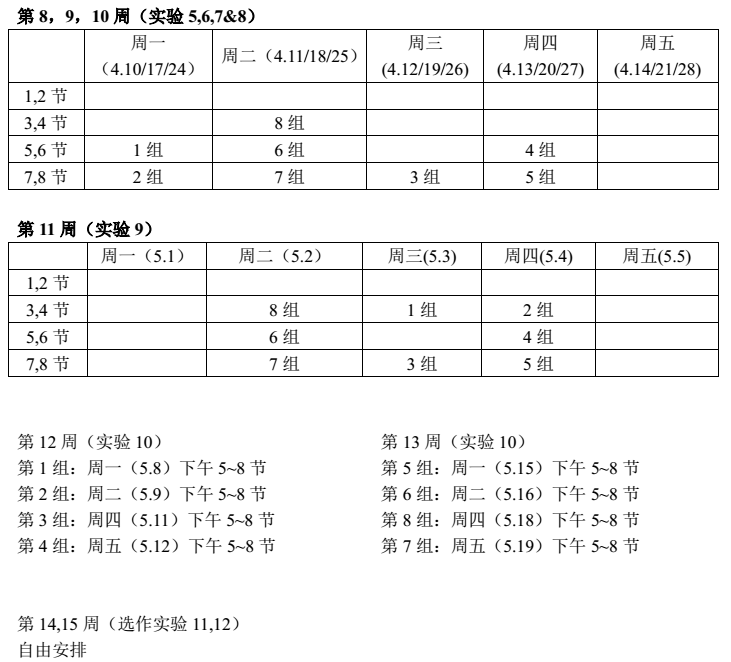 第 8，9，10 周（实验 5,6,7&8）
周一（4.10/17/24） 周二（4.11/18/25） 周三(4.12/19/26) 周四(4.13/20/27) 周五(4.14/21/28)
1,2 节
3,4 节 8 组
5,6 节 1 组 6 组 4 组
7,8 节 2 组 7 组 3 组 5 组
第 11 周（实验 9）
周一（5.1） 周二（5.2） 周三(5.3) 周四(5.4) 周五(5.5)
1,2 节
3,4 节 8 组 1 组 2 组
5,6 节 6 组 4 组
7,8 节 7 组 3 组 5 组
第 12 周（实验 10）
第 1 组：周一（5.8）下午 5~8 节
第 2 组：周二（5.9）下午 5~8 节
第 3 组：周四（5.11）下午 5~8 节
第 4 组：周五（5.12）下午 5~8 节
第 13 周（实验 10）
第 5 组：周一（5.15）下午 5~8 节
第 6 组：周二（5.16）下午 5~8 节
第 8 组：周四（5.18）下午 5~8 节
第 7 组：周五（5.19）下午 5~8 节
第 14,15 周（选作实验 11,12）
自由安排